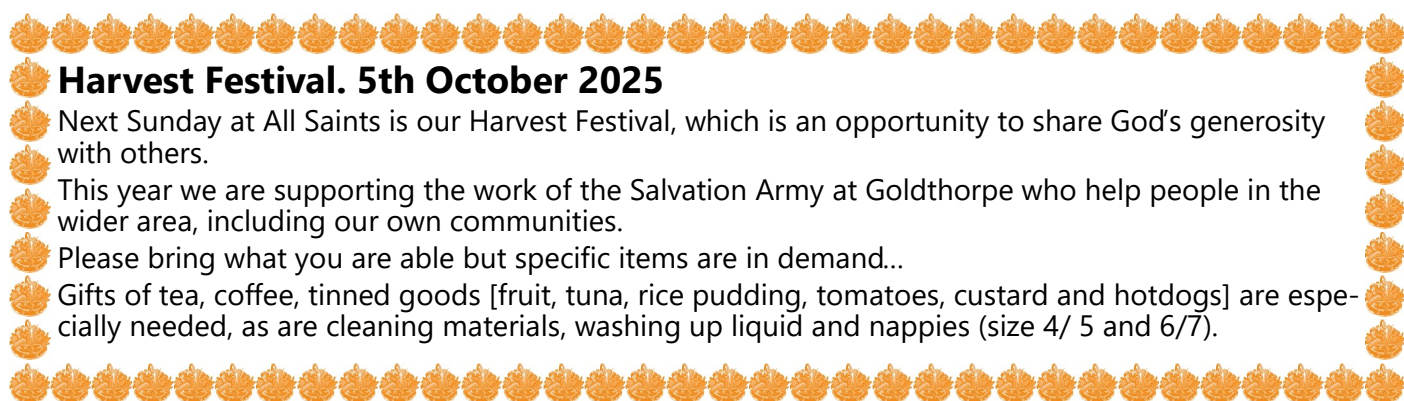 Harvest Festival. 5th October 2025
Next Sunday at All Saints is our Harvest Festival, which is an opportunity to share God's generosity
with others.
This year we are supporting the work of the Salvation Army at Goldthorpe who help people in the
wider area, including our own communities.
Please bring what you are able but specific items are in demand…
Gifts of tea, coffee, tinned goods [fruit, tuna, rice pudding, tomatoes, custard and hotdogs] are espe-
cially needed, as are cleaning materials, washing up liquid and nappies (size 4/ 5 and 6/7).